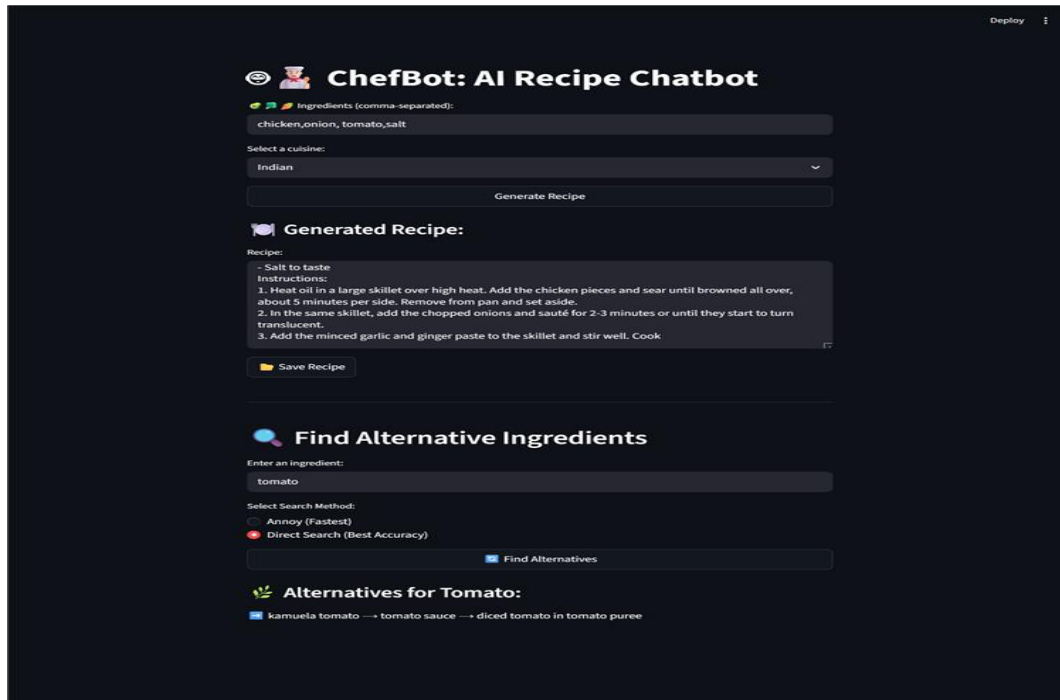 Deploy
ChefBot: AI Recipe Chatbot
Ingredients (comma-separated):
chicken,onion, tomato,salt
Select a cuisine:
Indian
Generate Recipe
Generated Recipe:
Recipe:
- Salt to taste
Instructions:
1. Heat oil in a large skillet over high heat. Add the chicken pieces and sear until browned all over,
about 5 minutes per side. Remove from pan and set aside.
2. In the same skillet, add the chopped onions and sauté for 2-3 minutes or until they start to turn
translucent.
3. Add the minced garlic and ginger paste to the skillet and stir well. Cook
Save Recipe
Find Alternative Ingredients
Enter an ingredient:
tomato
Select Search Method:
Annoy (Fastest)
Direct Search (Best Accuracy)
Find Alternatives
Alternatives for Tomato:
kamuela tomato → tomato sauce → diced tomato in tomato puree